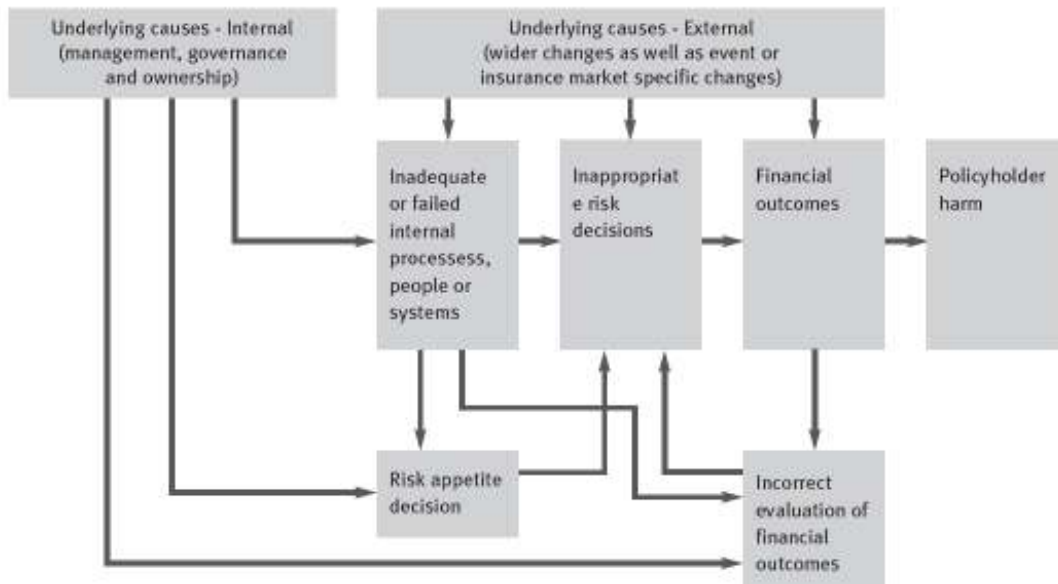 Underlying causes - Internal
(management, governance
and ownership)
Underlying causes - External
(wider changes as well as event or
insurance market specific changes)
Inadequate
or failed
internal
processess,
people or
systems
Inappropriat
e risk
decisions
Financial
outcomes
Policyholder
harm
Risk appetite
decision
Incorrect
evaluation of
financial
outcomes